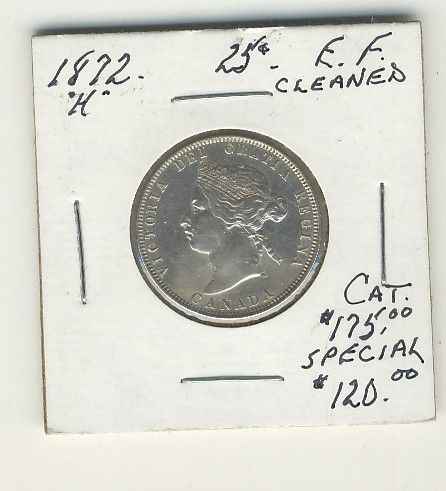 1872. 25¢. E. F.
"H" CLEANED
VICTORIA DEI GRATIA REGINA
CANADA
CAT.
$175.00
SPECIAL
$120.00